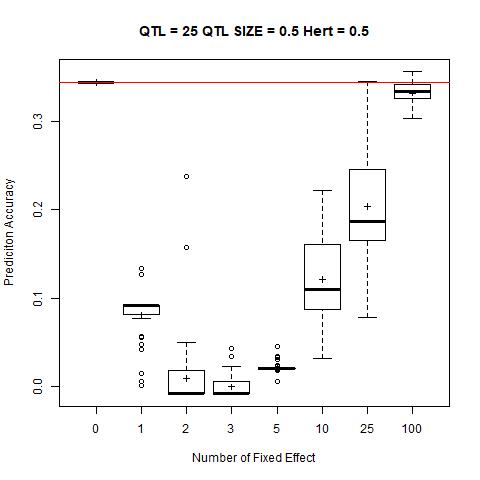 QTL = 25 QTL SIZE = 0.5 Hert = 0.5
Prediciton Accuracy
0.3
0.2
0.1
0.0
0 1 2 3 5 10 25 100
Number of Fixed Effect